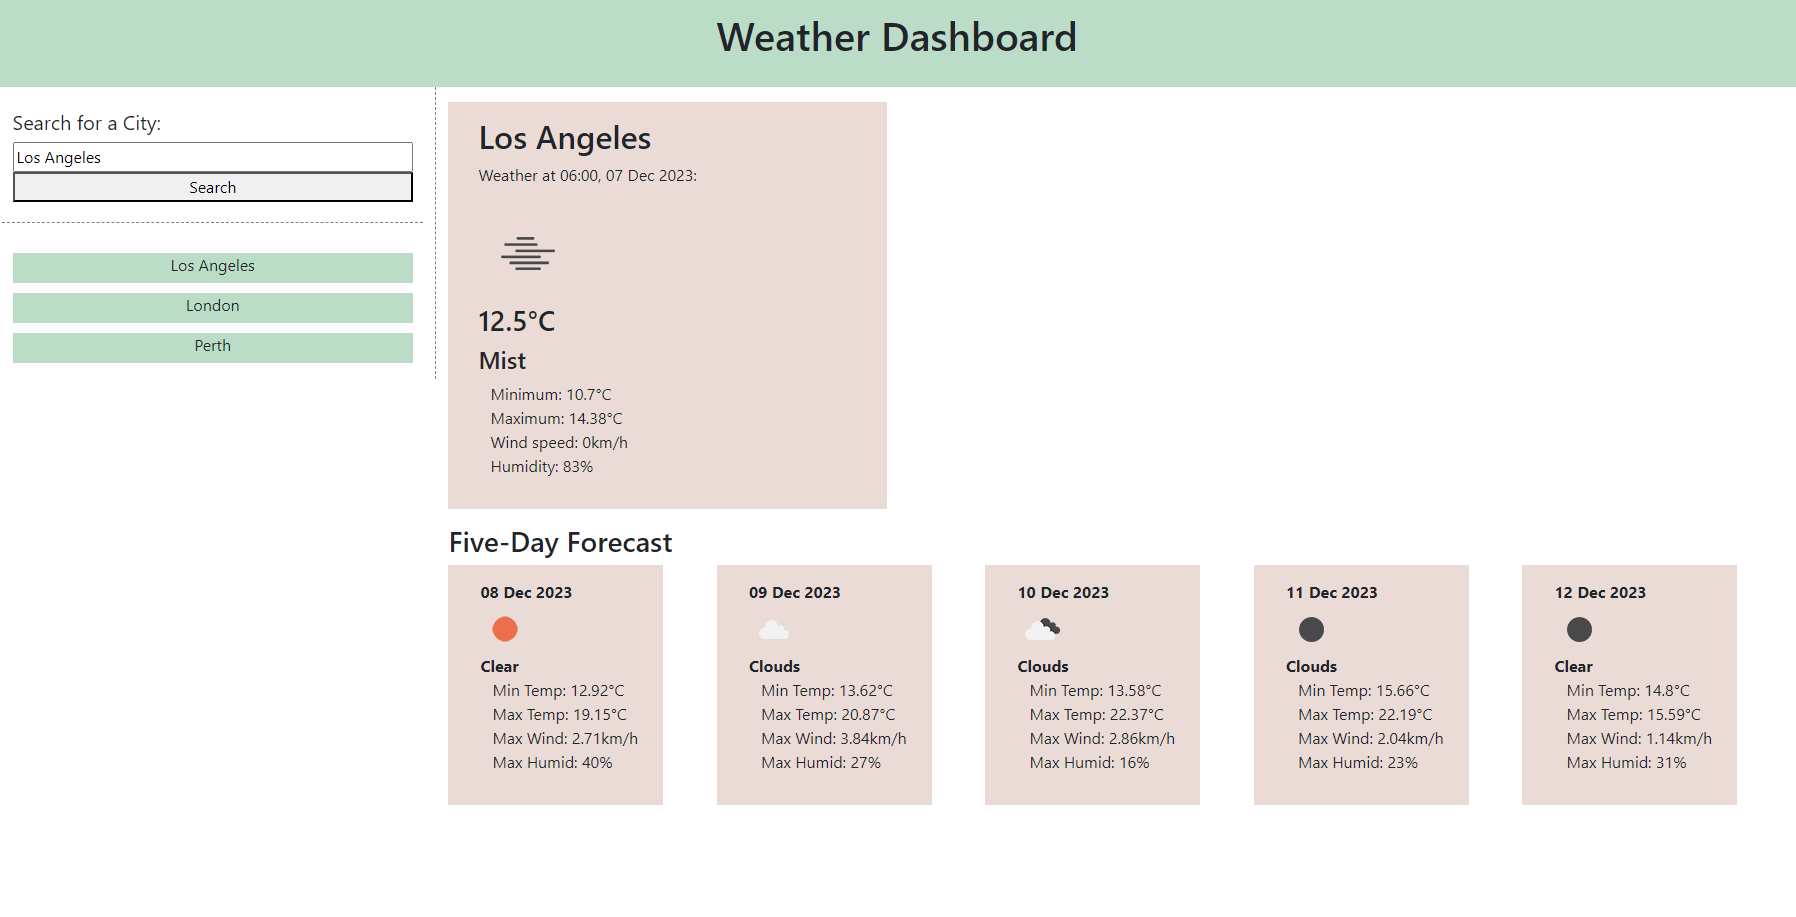 Weather Dashboard
Search for a City:
Los Angeles
Search
Los Angeles
London
Perth
Los Angeles
Weather at 06:00, 07 Dec 2023:
12.5°C
Mist
Minimum: 10.7°C
Maximum: 14.38°C
Wind speed: 0km/h
Humidity: 83%
Five-Day Forecast
08 Dec 2023
Clear
Min Temp: 12.92°C
Max Temp: 19.15°C
Max Wind: 2.71km/h
Max Humid: 40%
09 Dec 2023
Clouds
Min Temp: 13.62°C
Max Temp: 20.87°C
Max Wind: 3.84km/h
Max Humid: 27%
10 Dec 2023
Clouds
Min Temp: 13.58°C
Max Temp: 22.37°C
Max Wind: 2.86km/h
Max Humid: 16%
11 Dec 2023
Clouds
Min Temp: 15.66°C
Max Temp: 22.19°C
Max Wind: 2.04km/h
Max Humid: 23%
12 Dec 2023
Clear
Min Temp: 14.8°C
Max Temp: 15.59°C
Max Wind: 1.14km/h
Max Humid: 31%